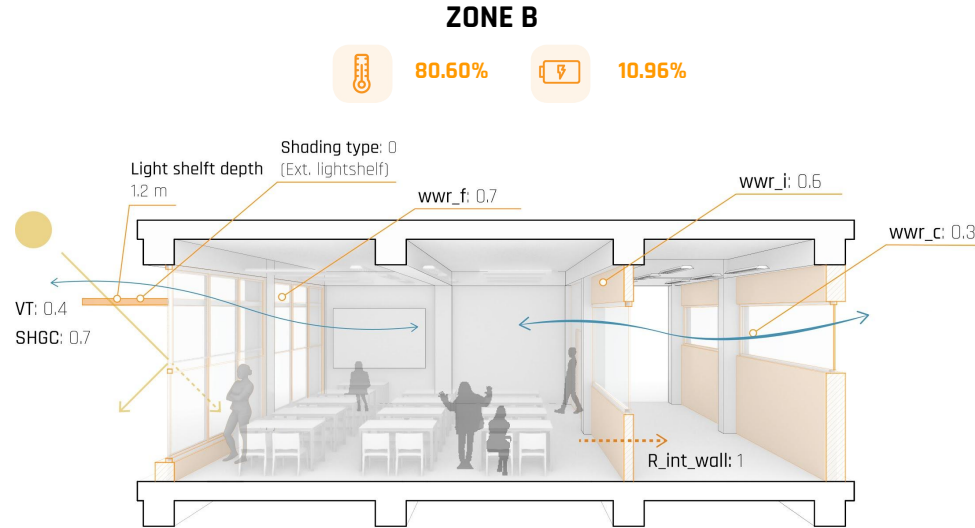 ZONE B
80.60%
10.96%
Shading type: 0
(Ext. lightshelf)
Light shelft depth
1.2 m
wwr_f: 0.7
wwr_i: 0.6
wwr_c: 0.3
VT: 0.4
SHGC: 0.7
R_int_wall: 1